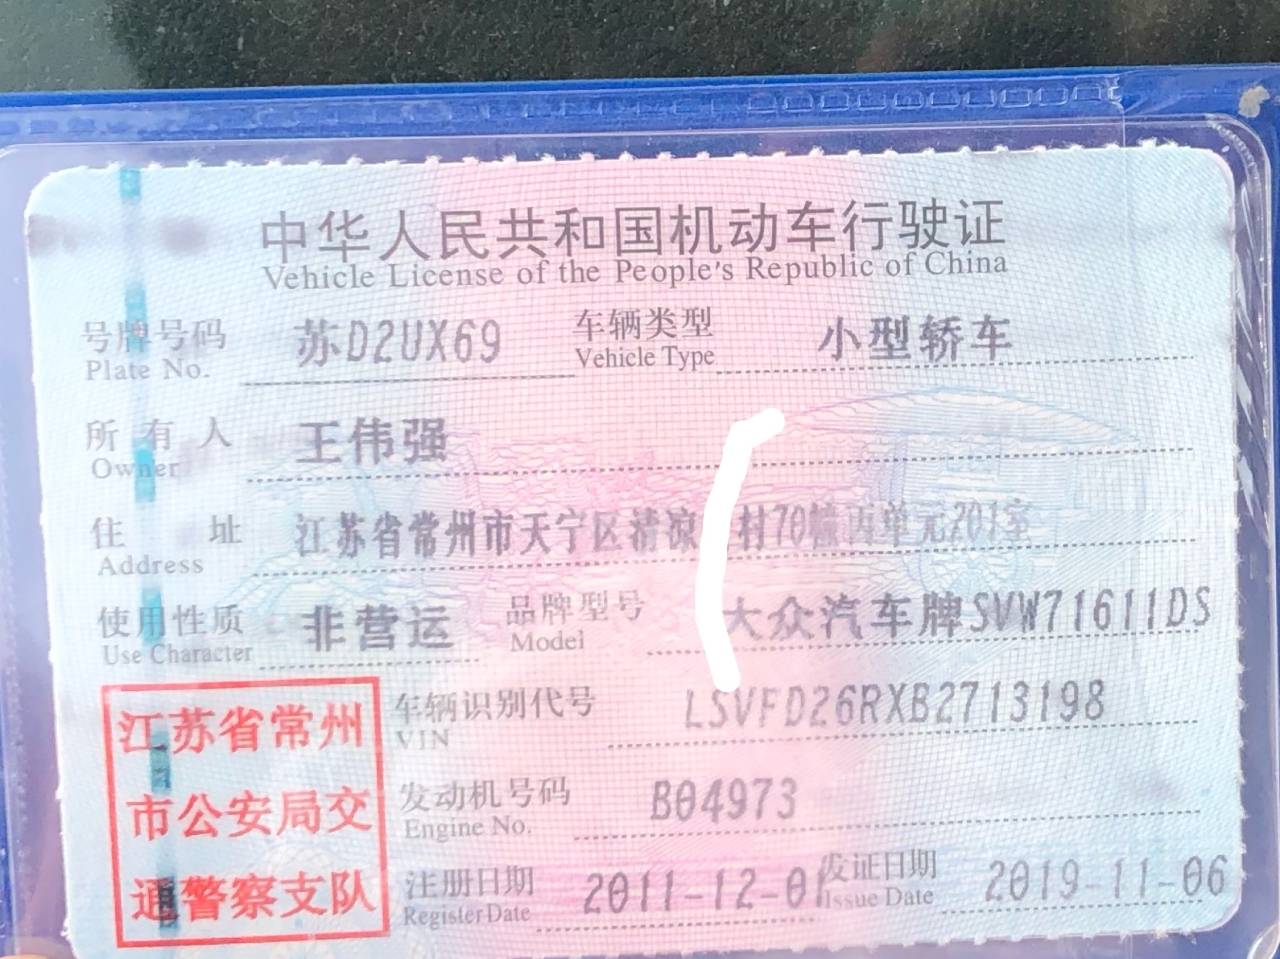 中华人民共和国机动车行驶证
Vehicle License of the People's Republic of China
号牌号码 苏D2UX69 车辆类型 小型轿车
Plate No. Vehicle Type
所有人 王伟强
Owner
住址 江苏省常州市天宁区清凉 村70幢丙单元201室
Address
使用性质 非营运 品牌型号 大众汽车牌SVW71611DS
Use Character Model
车辆识别代号 LSVFD26RXB2713198
VIN
发动机号码 B04973
Engine No.
注册日期 2011-12-01 发证日期 2019-11-06
Register Date Issue Date
江苏省常州
市公安局交
通警察支队